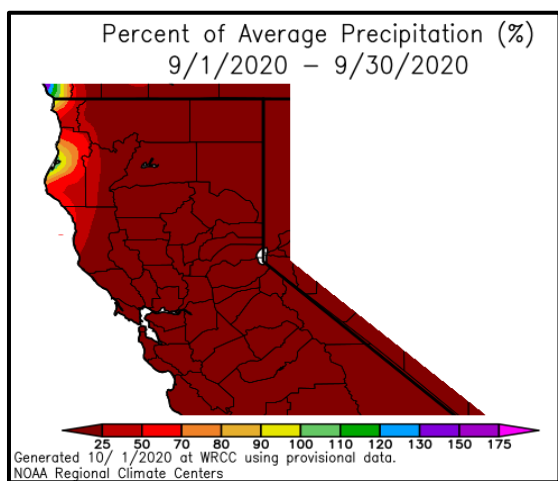 Percent of Average Precipitation (%)
9/1/2020 – 9/30/2020
25 50 70 80 90 100 110 120 130 150 175
Generated 10/ 1/2020 at WRCC using provisional data.
NOAA Regional Climate Centers